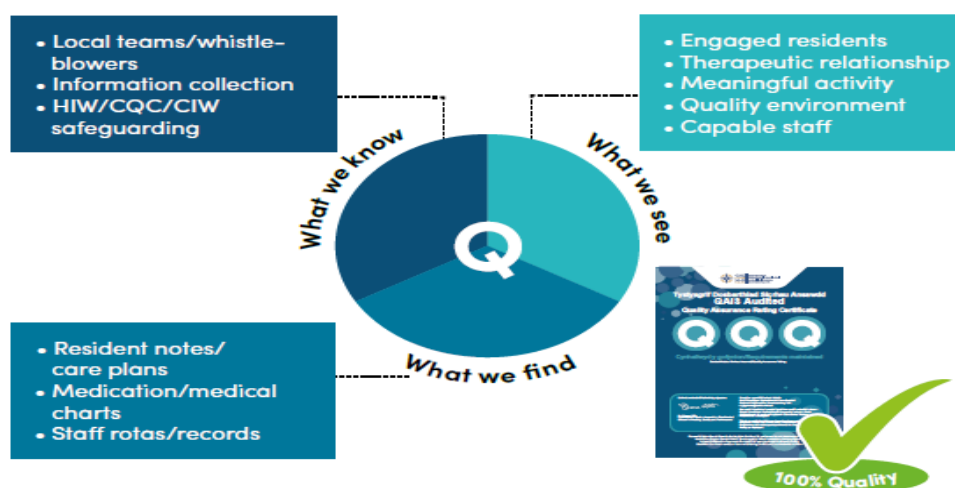 • Local teams/whistle-
blowers
• Information collection
• HIW/CQC/CIW
safeguarding
• Engaged residents
• Therapeutic relationship
• Meaningful activity
• Quality environment
• Capable staff
What we know
What we see
Q
What we find
• Resident notes/
care plans
• Medication/medical
charts
• Staff rotas/records
QAIS Audited
Quality Assurance Rating Certificate
Q Q Q
100% Quality